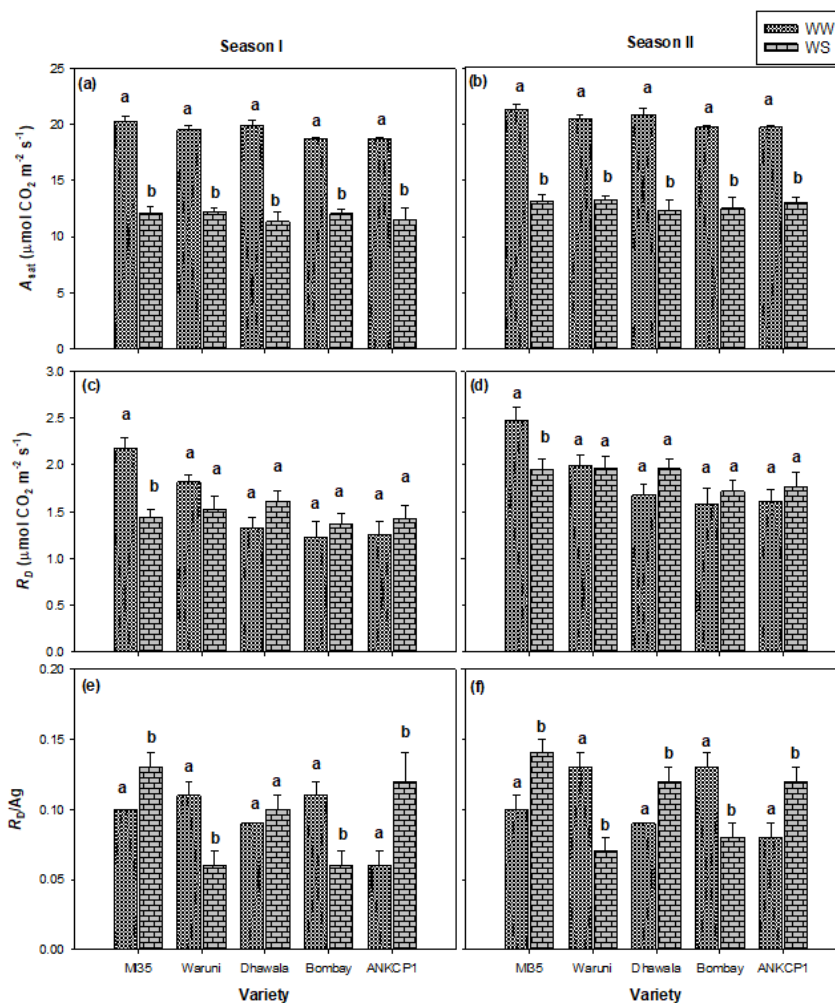 Season I
Season II
WW
WS
(a)
(b)
25
20
15
10
5
0
A_sat (µmol CO₂ m⁻² s⁻¹)
a a a a a
b b b b b
a a a a a
b b b b b
(c)
(d)
3.0
2.5
2.0
1.5
1.0
0.5
0.0
R_D (µmol CO₂ m⁻² s⁻¹)
a b a a a a a a a a
a b a a a a a a a a
(e)
(f)
0.20
0.15
0.10
0.05
0.00
R_D/Ag
a b a b a a a b a b
a b a b a b a b a b
MI35 Waruni Dhawala Bombay ANKCP1
MI35 Waruni Dhawala Bombay ANKCP1
Variety
Variety